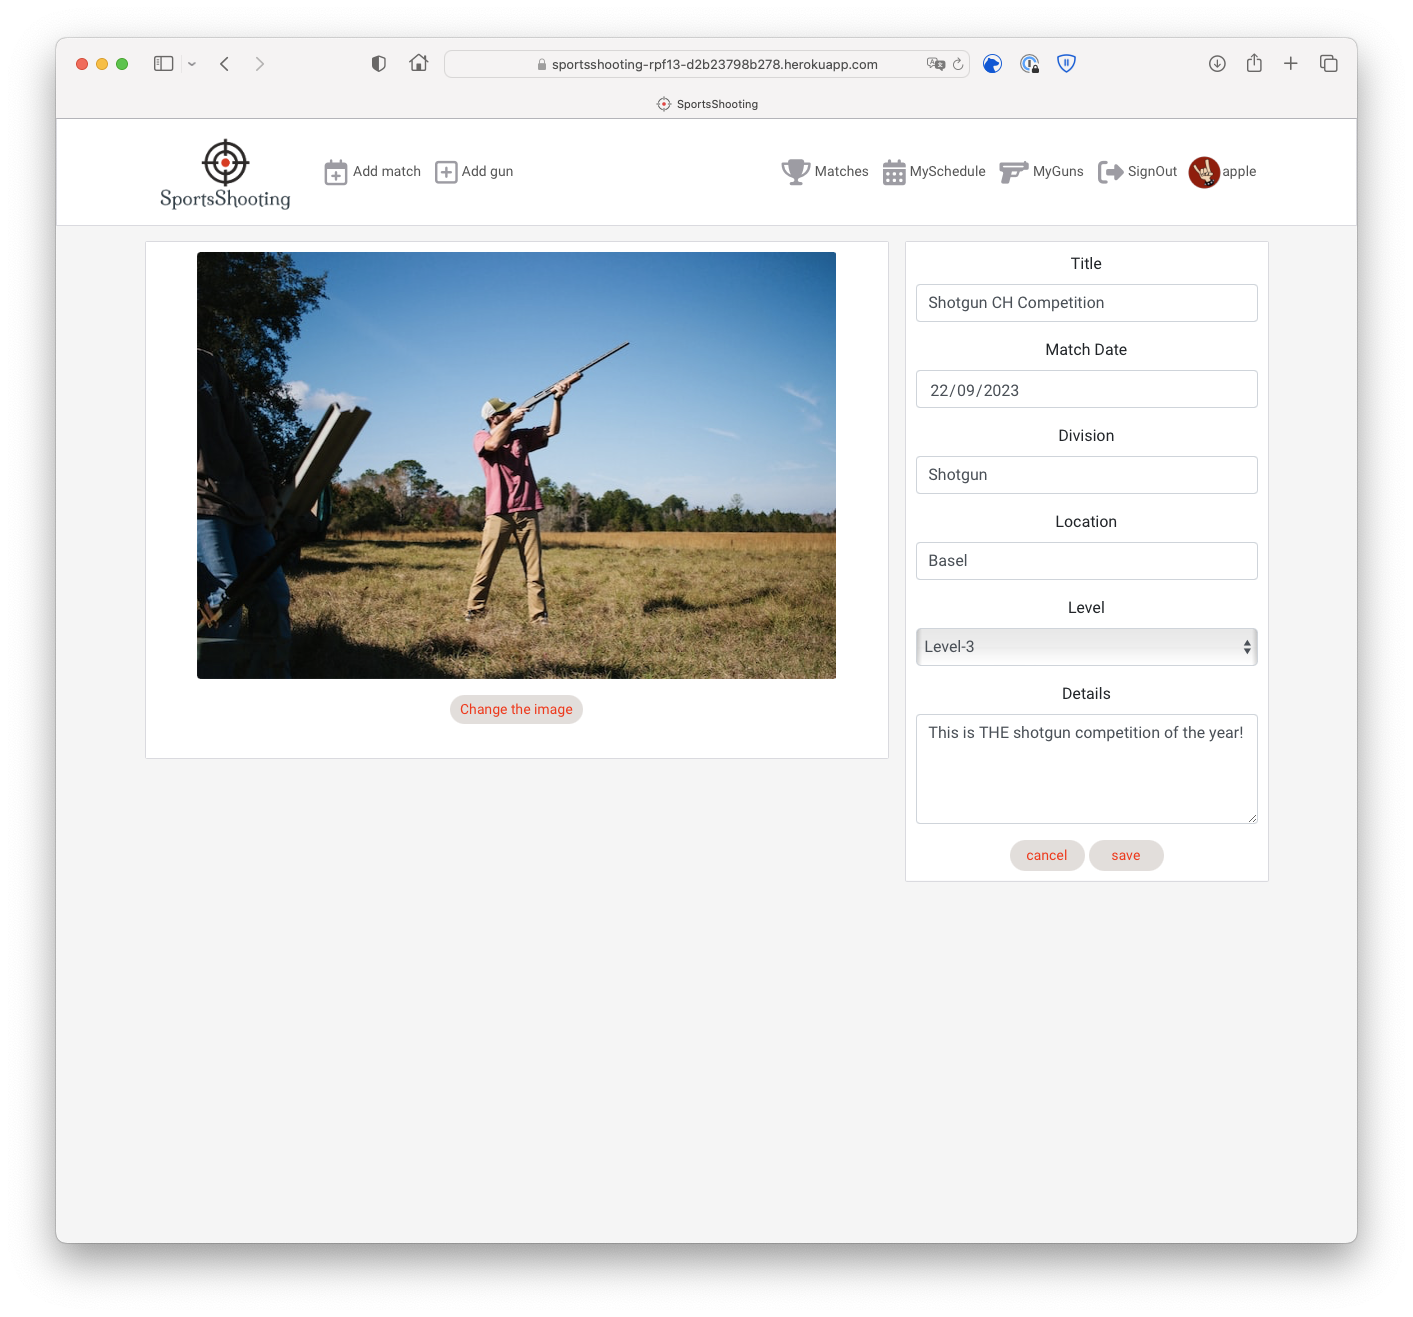 sportsshooting-rpf13-d2b23798b278.herokuapp.com
SportsShooting
SportsShooting
Add match
Add gun
Matches
MySchedule
MyGuns
SignOut
apple
Change the image
Title
Shotgun CH Competition
Match Date
22/09/2023
Division
Shotgun
Location
Basel
Level
Level-3
Details
This is THE shotgun competition of the year!
cancel
save